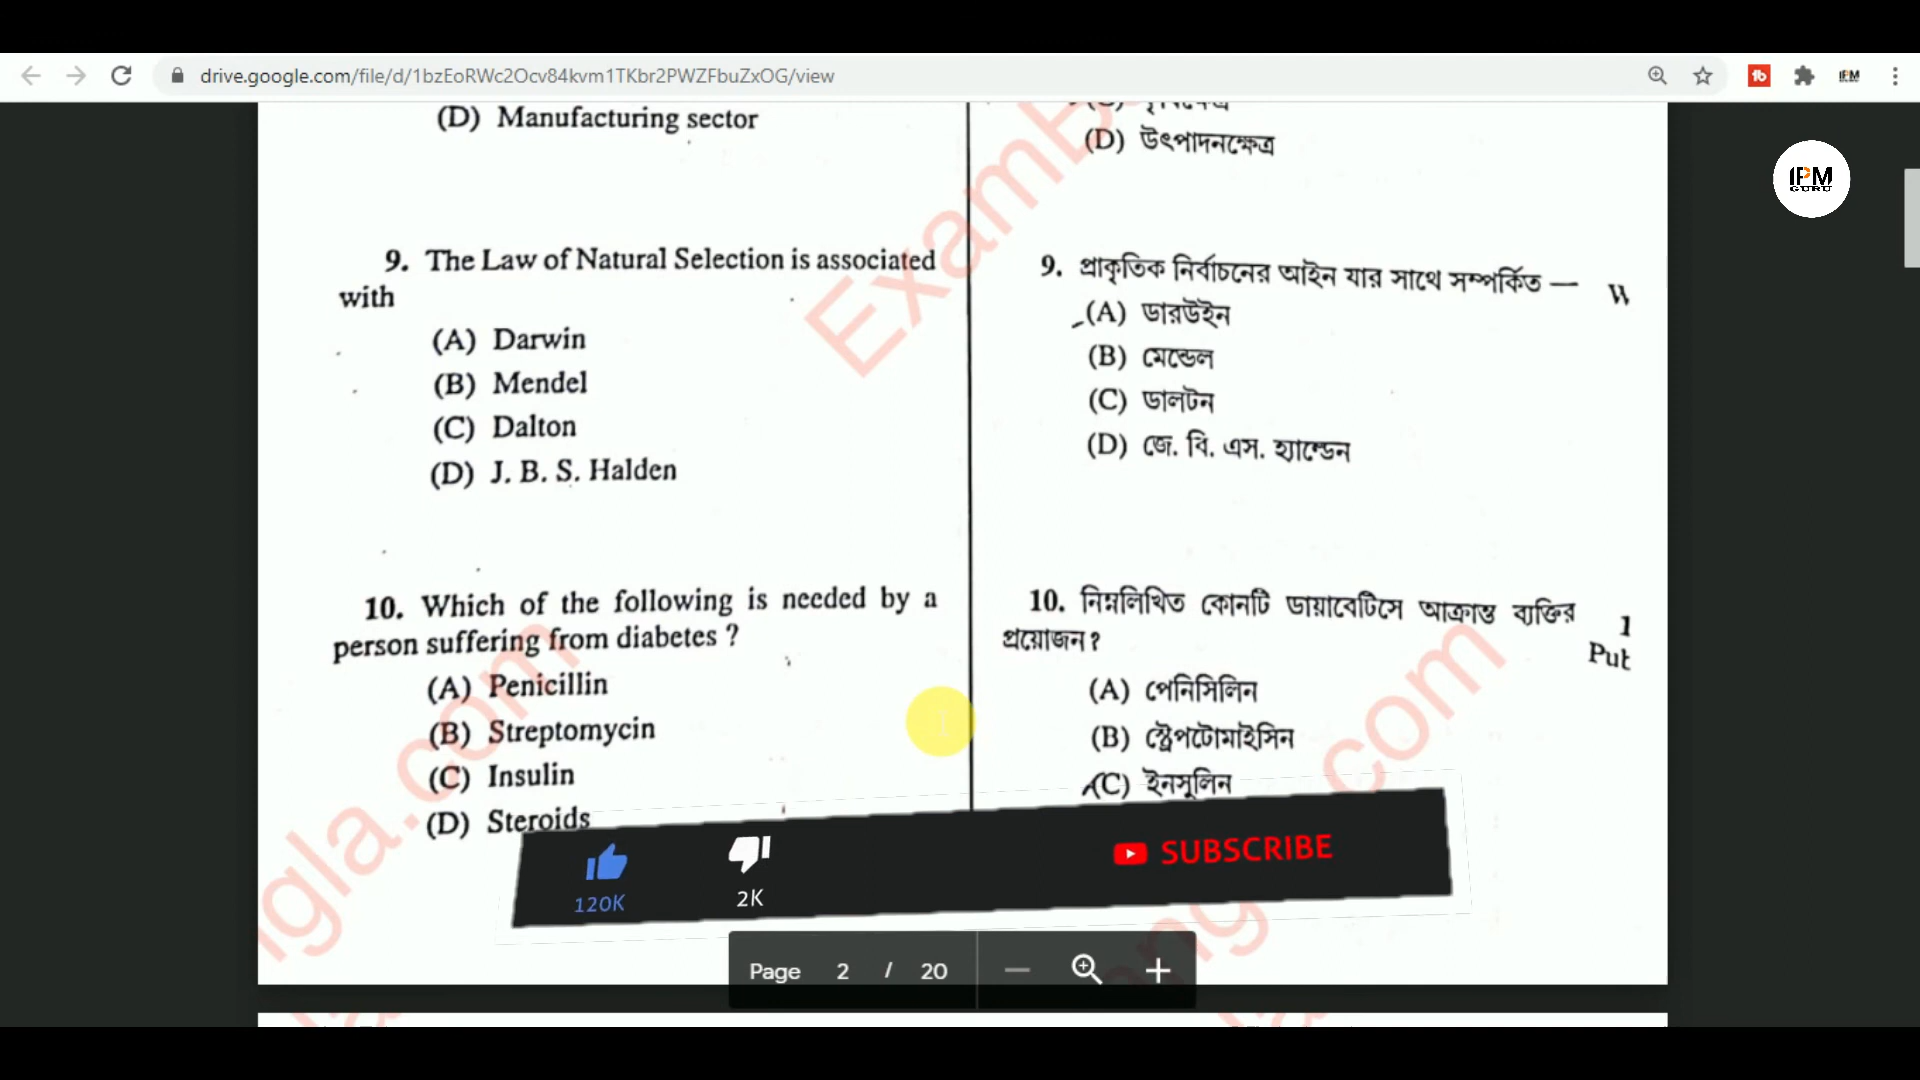 drive.google.com/file/d/1bzEoRWc2Ocv84kvm1TKbr2PWZFbuZxOG/view
IPM
GURU
(D) Manufacturing sector
9. The Law of Natural Selection is associated
with
(A) Darwin
(B) Mendel
(C) Dalton
(D) J. B. S. Halden
10. Which of the following is needed by a
person suffering from diabetes ?
(A) Penicillin
(B) Streptomycin
(C) Insulin
(D) Steroids
(D) উৎপাদনক্ষেত্র
9. প্রাকৃতিক নির্বাচনের আইন যার সাথে সম্পর্কিত —
(A) ডারউইন
(B) মেন্ডেল
(C) ডালটন
(D) জে. বি. এস. হ্যাল্ডেন
10. নিম্নলিখিত কোনটি ডায়াবেটিসে আক্রান্ত ব্যক্তির
প্রয়োজন?
(A) পেনিসিলিন
(B) স্ট্রেপটোমাইসিন
(C) ইনসুলিন
1
Put
120K
2K
SUBSCRIBE
Page 2 / 20